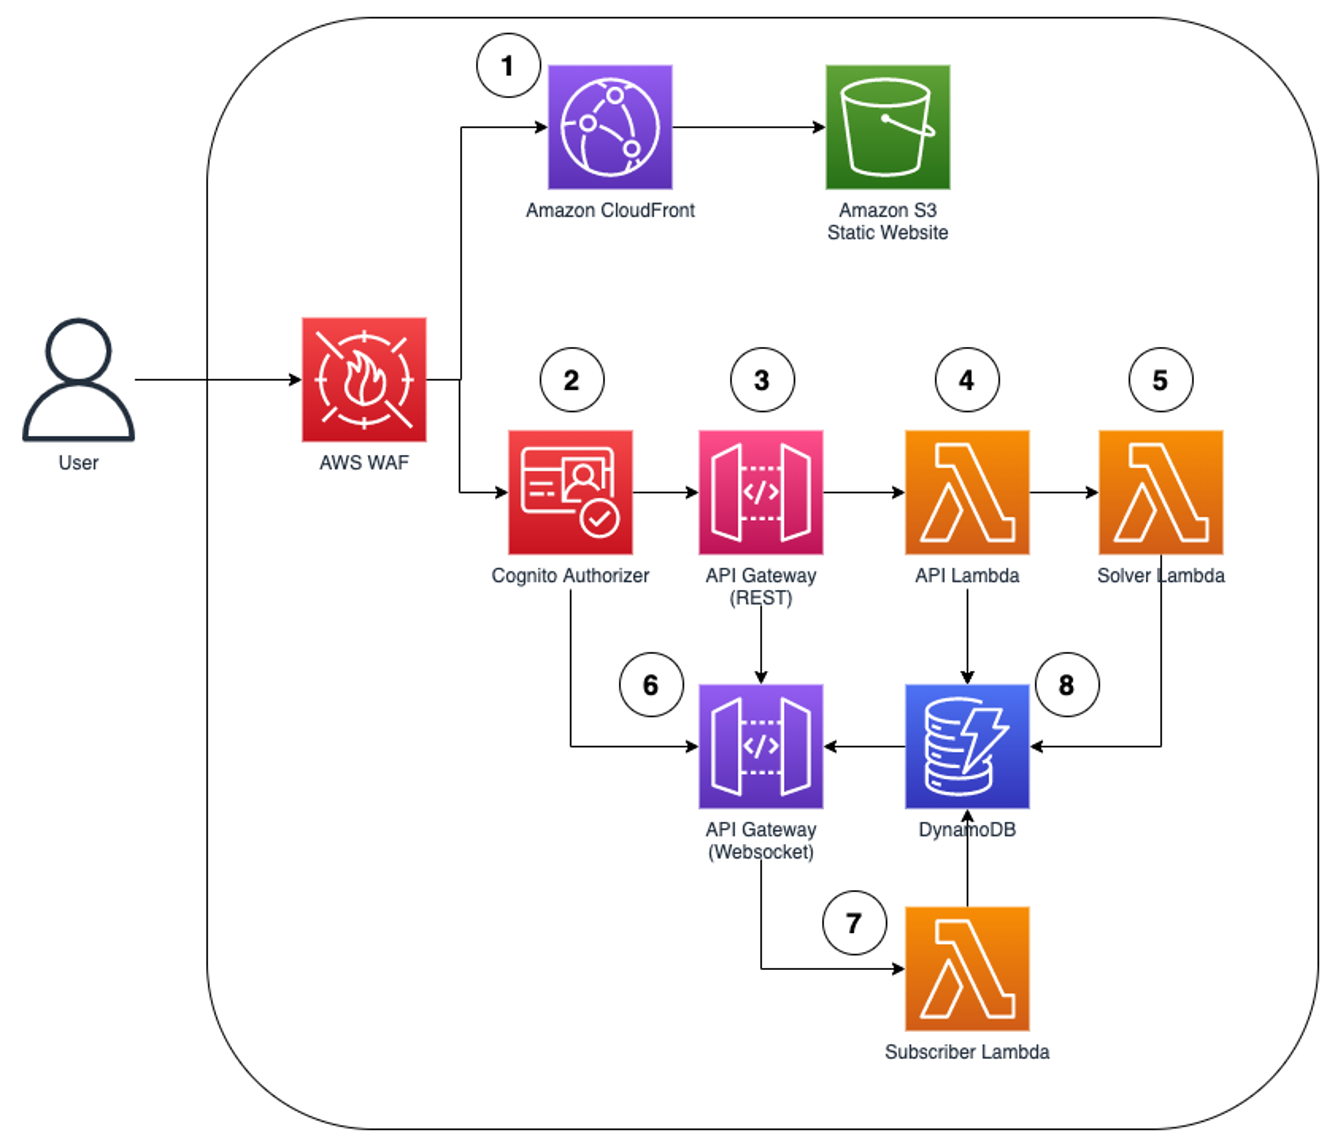 1
Amazon CloudFront
Amazon S3
Static Website
User
AWS WAF
2
3
4
5
Cognito Authorizer
API Gateway
(REST)
API Lambda
Solver Lambda
6
8
API Gateway
(Websocket)
DynamoDB
7
Subscriber Lambda